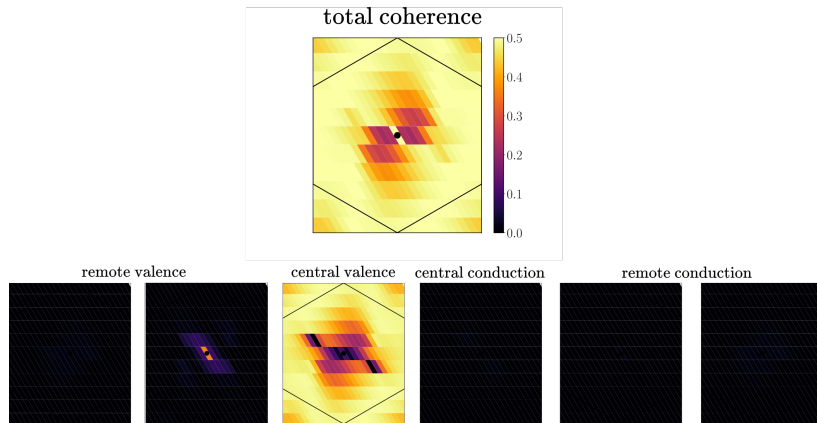 total coherence
0.5
0.4
0.3
0.2
0.1
0.0
remote valence
central valence
central conduction
remote conduction